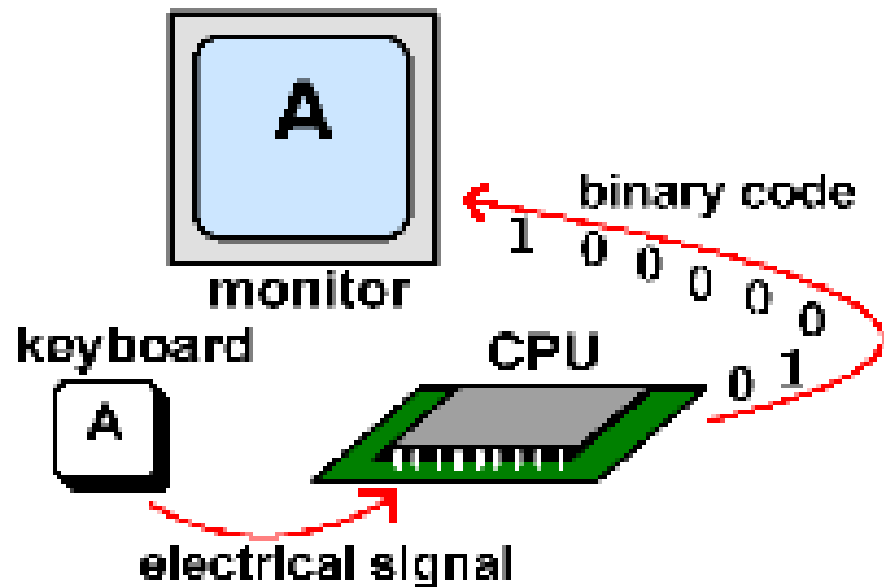 A
monitor
binary code
1 0 0 0 0 0 1 0
keyboard
A
CPU
electrical signal